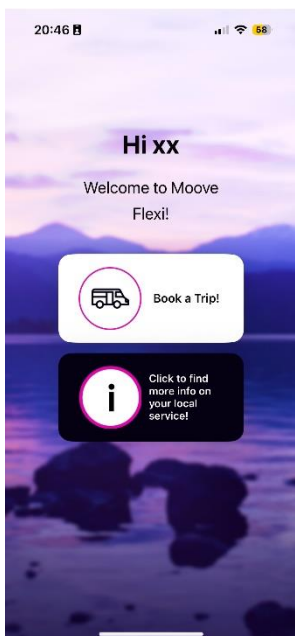 20:46
58
Hi xx
Welcome to Moove
Flexi!
Book a Trip!
i
Click to find
more info on
your local
service!